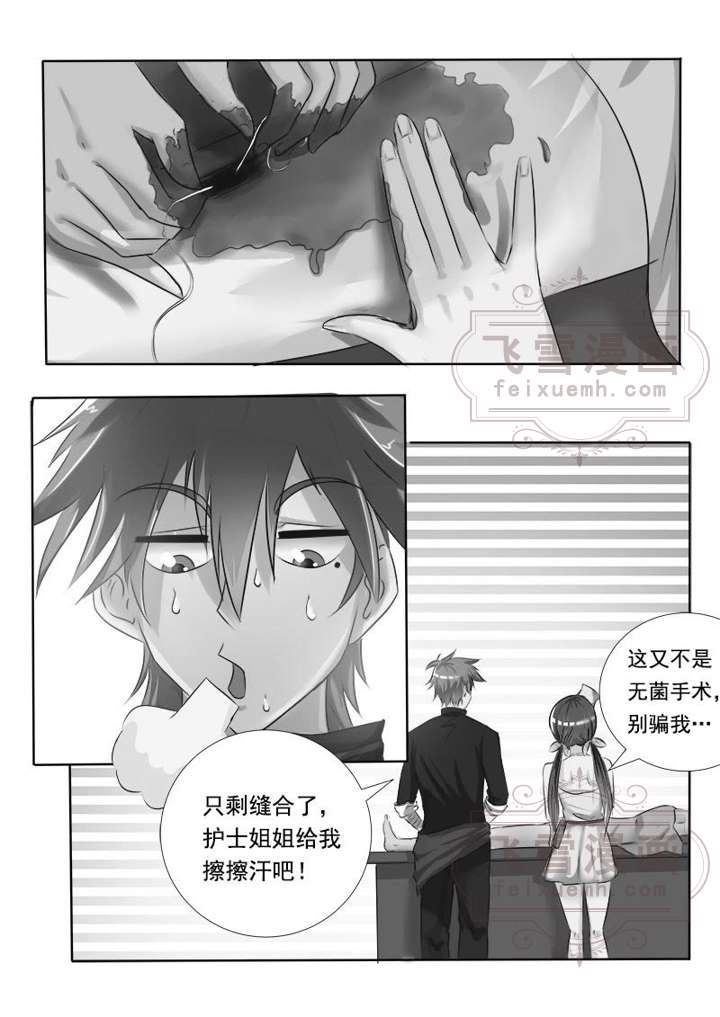 飞雪漫画
feixuemh.com
只剩缝合了，
护士姐姐给我
擦擦汗吧！
这又不是
无菌手术，
别骗我…
飞雪漫画
feixuemh.com